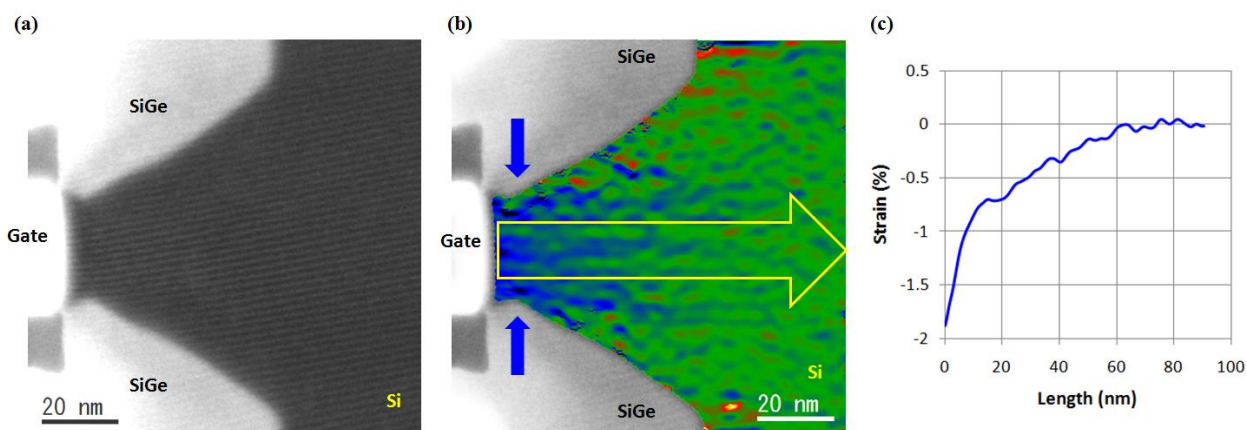 (a)
SiGe
Gate
SiGe
20 nm
Si
(b)
SiGe
Gate
SiGe
Si
20 nm
(c)
0.5
0
-0.5
-1
-1.5
-2
Strain (%)
0 20 40 60 80 100
Length (nm)